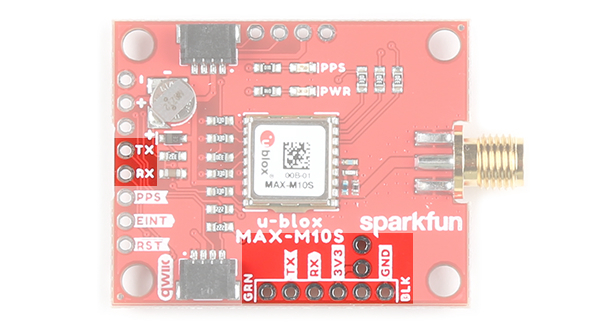 PPS
PWR
-
+
TX
RX
PPS
EINT
RST
u
blox
00B-01
MAX-M10S
u-blox
MAX-M10S
sparkfun
qwiic
GRN
TX
RX
3V3
GND
BLK